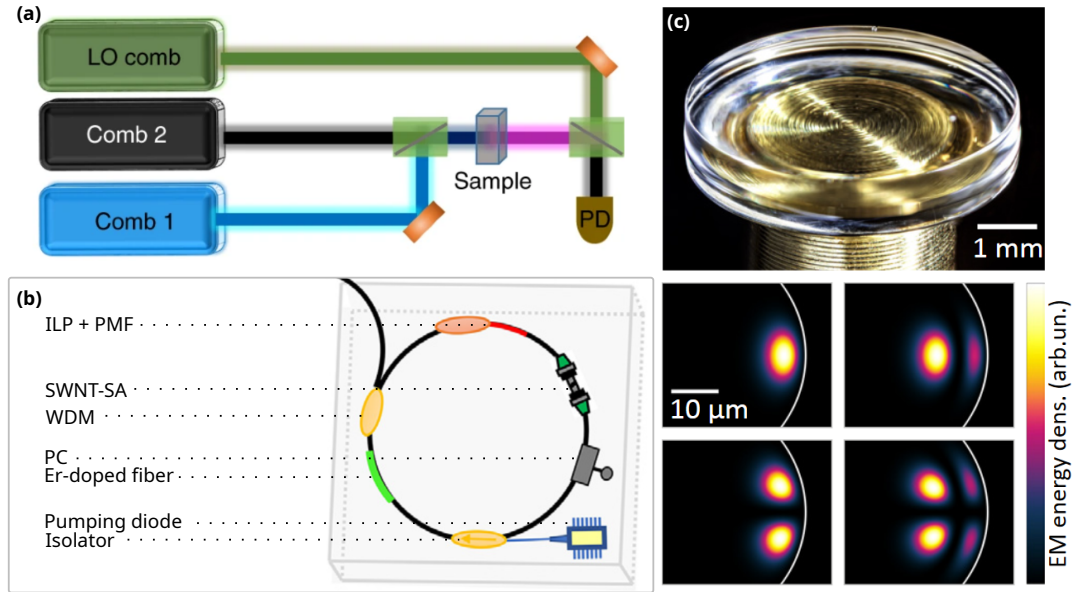 (a)
LO comb
Comb 2
Comb 1
Sample
PD
(b)
ILP + PMF
SWNT-SA
WDM
PC
Er-doped fiber
Pumping diode
Isolator
(c)
1 mm
10 μm
EM energy dens. (arb.un.)